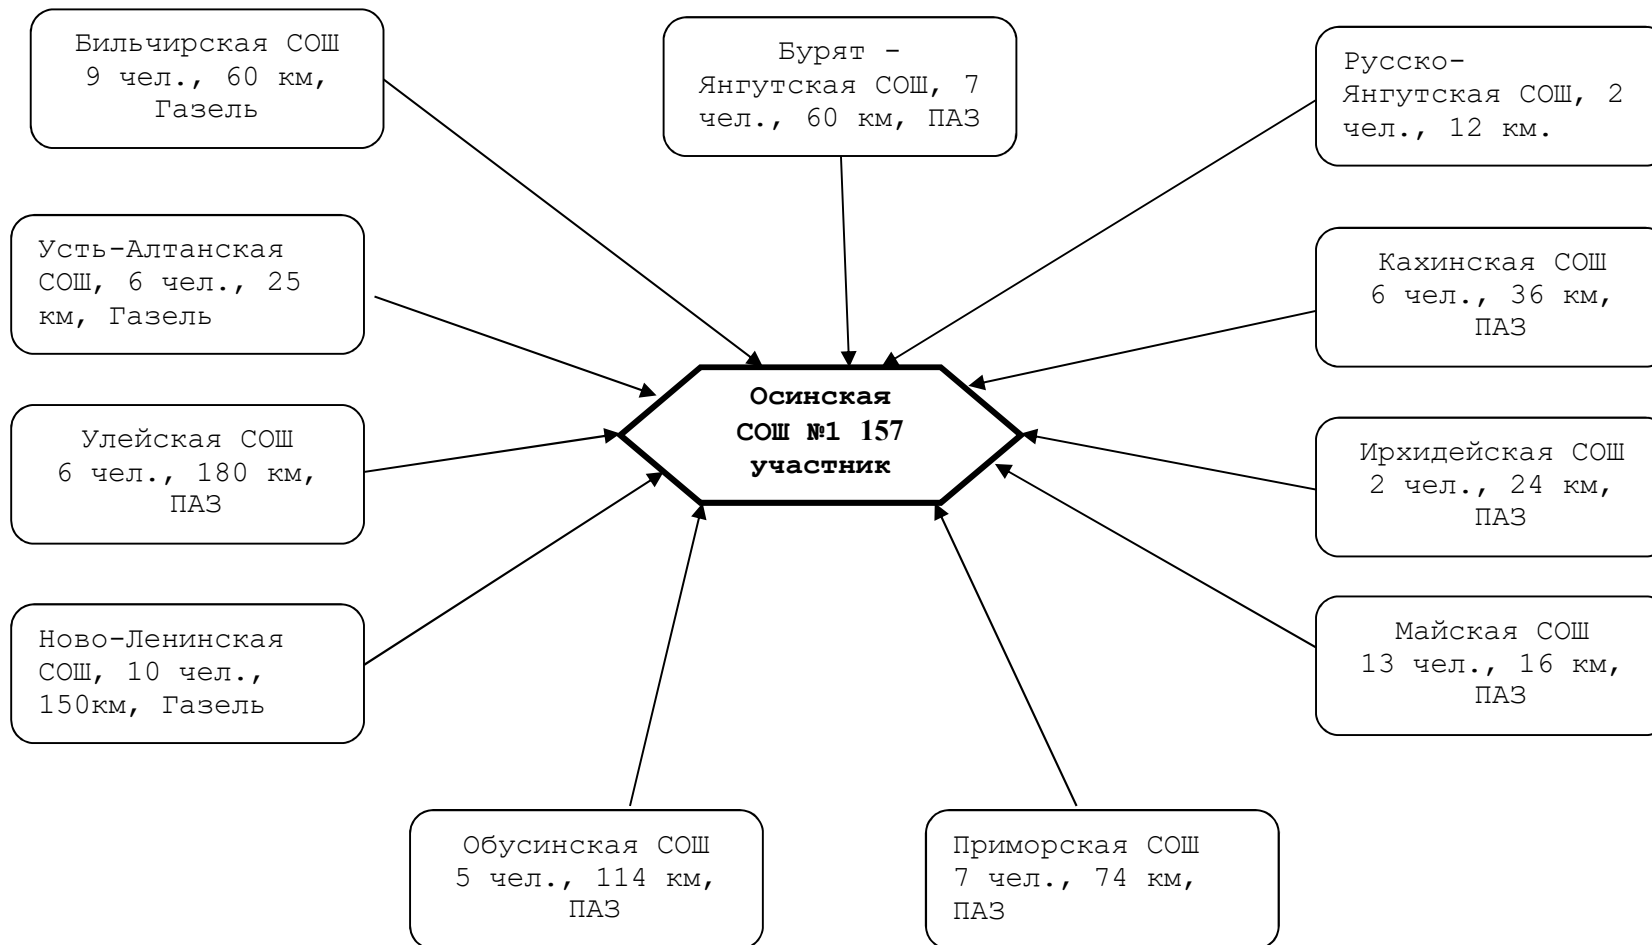 Бильчирская СОШ
9 чел., 60 км,
Газель
Бурят -
Янгутская СОШ, 7
чел., 60 км, ПАЗ
Русско-
Янгутская СОШ, 2
чел., 12 км.
Усть-Алтанская
СОШ, 6 чел., 25
км, Газель
Кахинская СОШ
6 чел., 36 км,
ПАЗ
Осинская
СОШ №1 157
участник
Улейская СОШ
6 чел., 180 км,
ПАЗ
Ирхидейская СОШ
2 чел., 24 км,
ПАЗ
Ново-Ленинская
СОШ, 10 чел.,
150км, Газель
Майская СОШ
13 чел., 16 км,
ПАЗ
Обусинская СОШ
5 чел., 114 км,
ПАЗ
Приморская СОШ
7 чел., 74 км,
ПАЗ